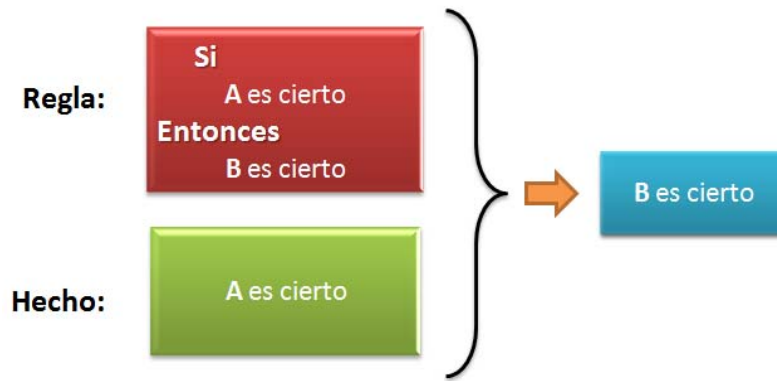 Regla:
Si
A es cierto
Entonces
B es cierto
B es cierto
Hecho:
A es cierto